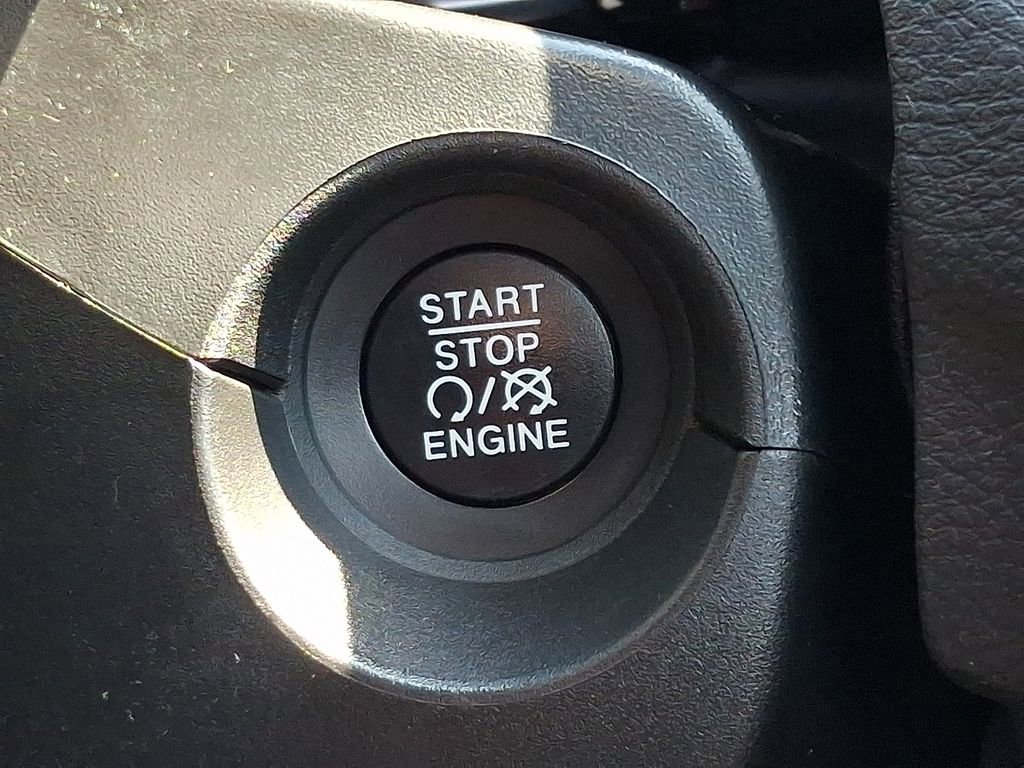 START
STOP
/
ENGINE